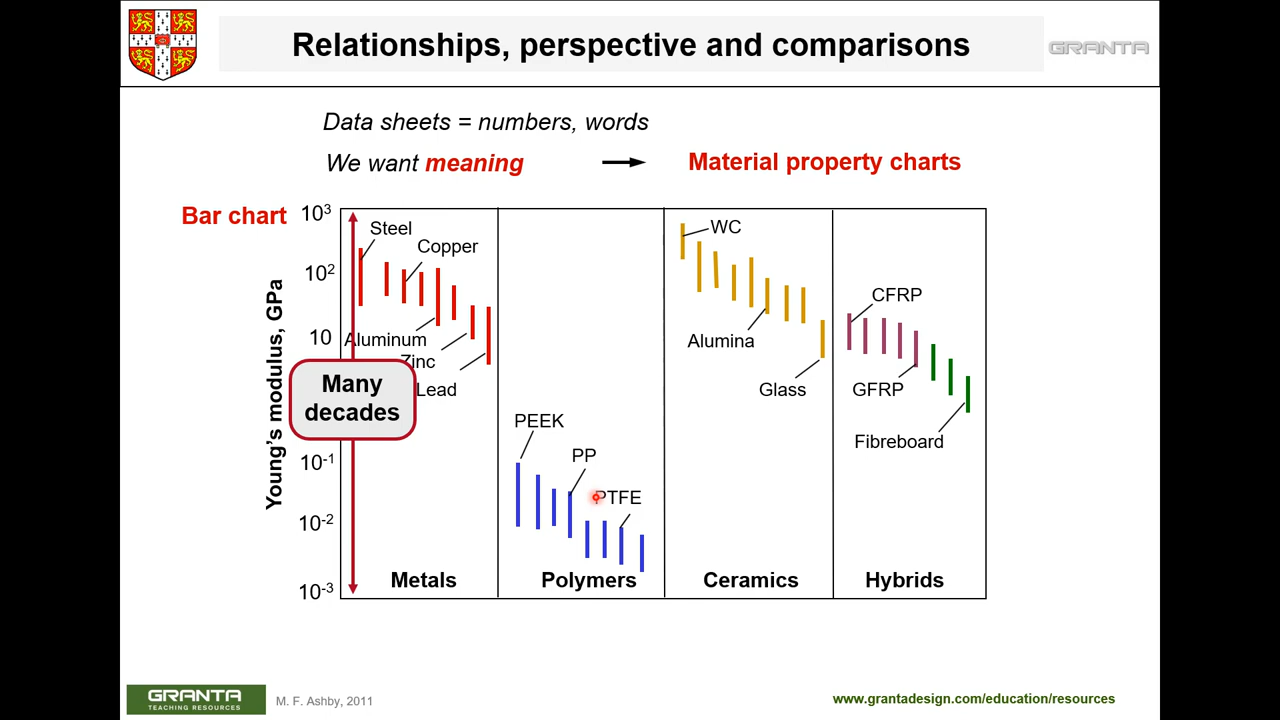 Relationships, perspective and comparisons
GRANTA
Data sheets = numbers, words
We want meaning → Material property charts
Bar chart
Young's modulus, GPa
10³
10²
10
10⁻¹
10⁻²
10⁻³
Many
decades
Steel
Copper
Aluminum
Zinc
Lead
PEEK
PP
PTFE
WC
Alumina
Glass
CFRP
GFRP
Fibreboard
Metals
Polymers
Ceramics
Hybrids
GRANTA
TEACHING RESOURCES
M. F. Ashby, 2011
www.grantadesign.com/education/resources